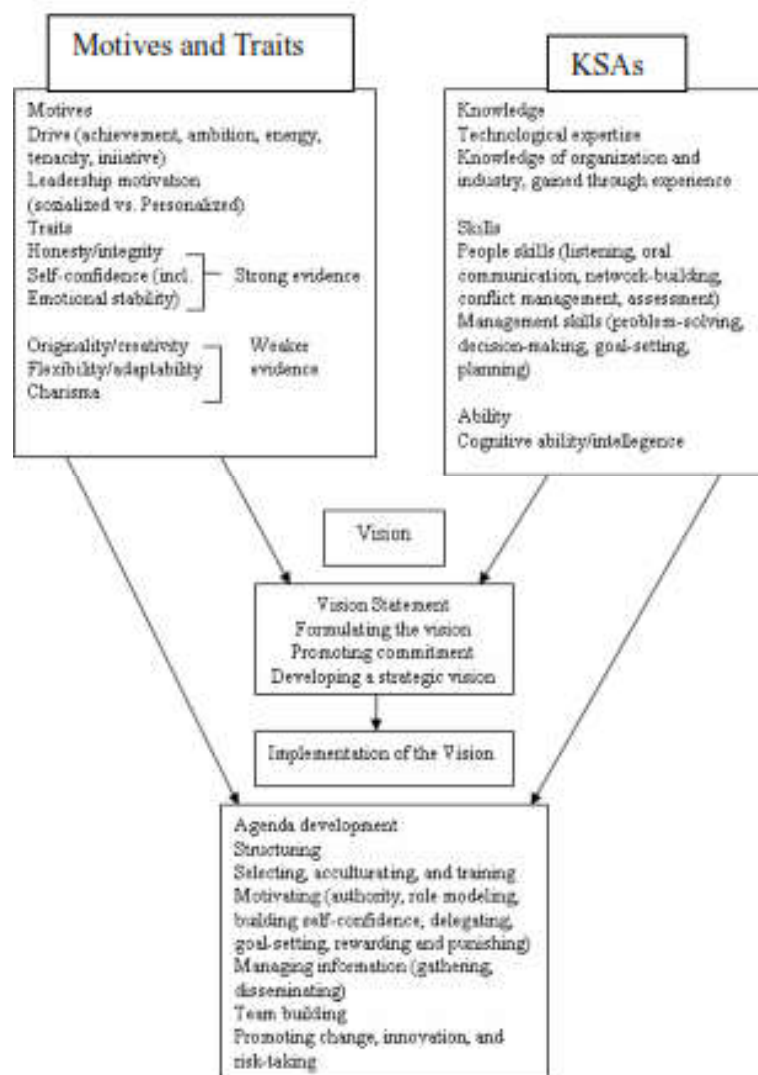 Motives and Traits
Motives
Drive (achievement, ambition, energy,
tenacity, iniiative)
Leadership motivation
(sozialized vs. Personalized)
Traits
Honesty/integrity
Self-confidence (incl.
Emotional stability)
Strong evidence
Originality/creativity
Flexibility/adaptability
Charisma
Weaker
evidence
KSAs
Knowledge
Technological expertise
Knowledge of organization and
industry, gained through experience
Skills
People skills (listening, oral
communication, network-building,
conflict management, assessment)
Management skills (problem-solving,
decision-making, goal-setting,
planning)
Ability
Cognitive ability/intellegence
Vision
Vision Statement
Formulating the vision
Promoting commitment
Developing a strategic vision
Implementation of the Vision
Agenda development
Structuring
Selecting, acculturating, and training
Motivating (authority, role modeling,
building self-confidence, delegating,
goal-setting, rewarding and punishing)
Managing information (gathering,
disseminating)
Team building
Promoting change, innovation, and
risk-taking